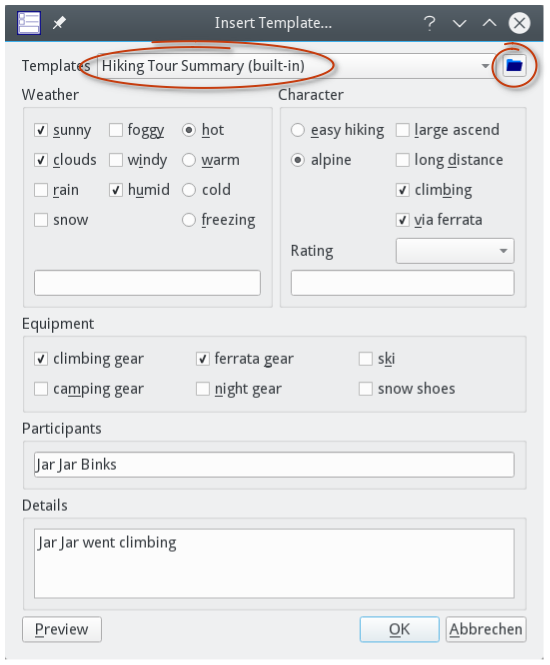 Insert Template...
Templates Hiking Tour Summary (built-in)
Weather
Character
sunny foggy hot
easy hiking large ascend
clouds windy warm
alpine long distance
rain humid cold
climbing
snow freezing
via ferrata
Rating
Equipment
climbing gear ferrata gear ski
camping gear night gear snow shoes
Participants
Jar Jar Binks
Details
Jar Jar went climbing
Preview OK Abbrechen